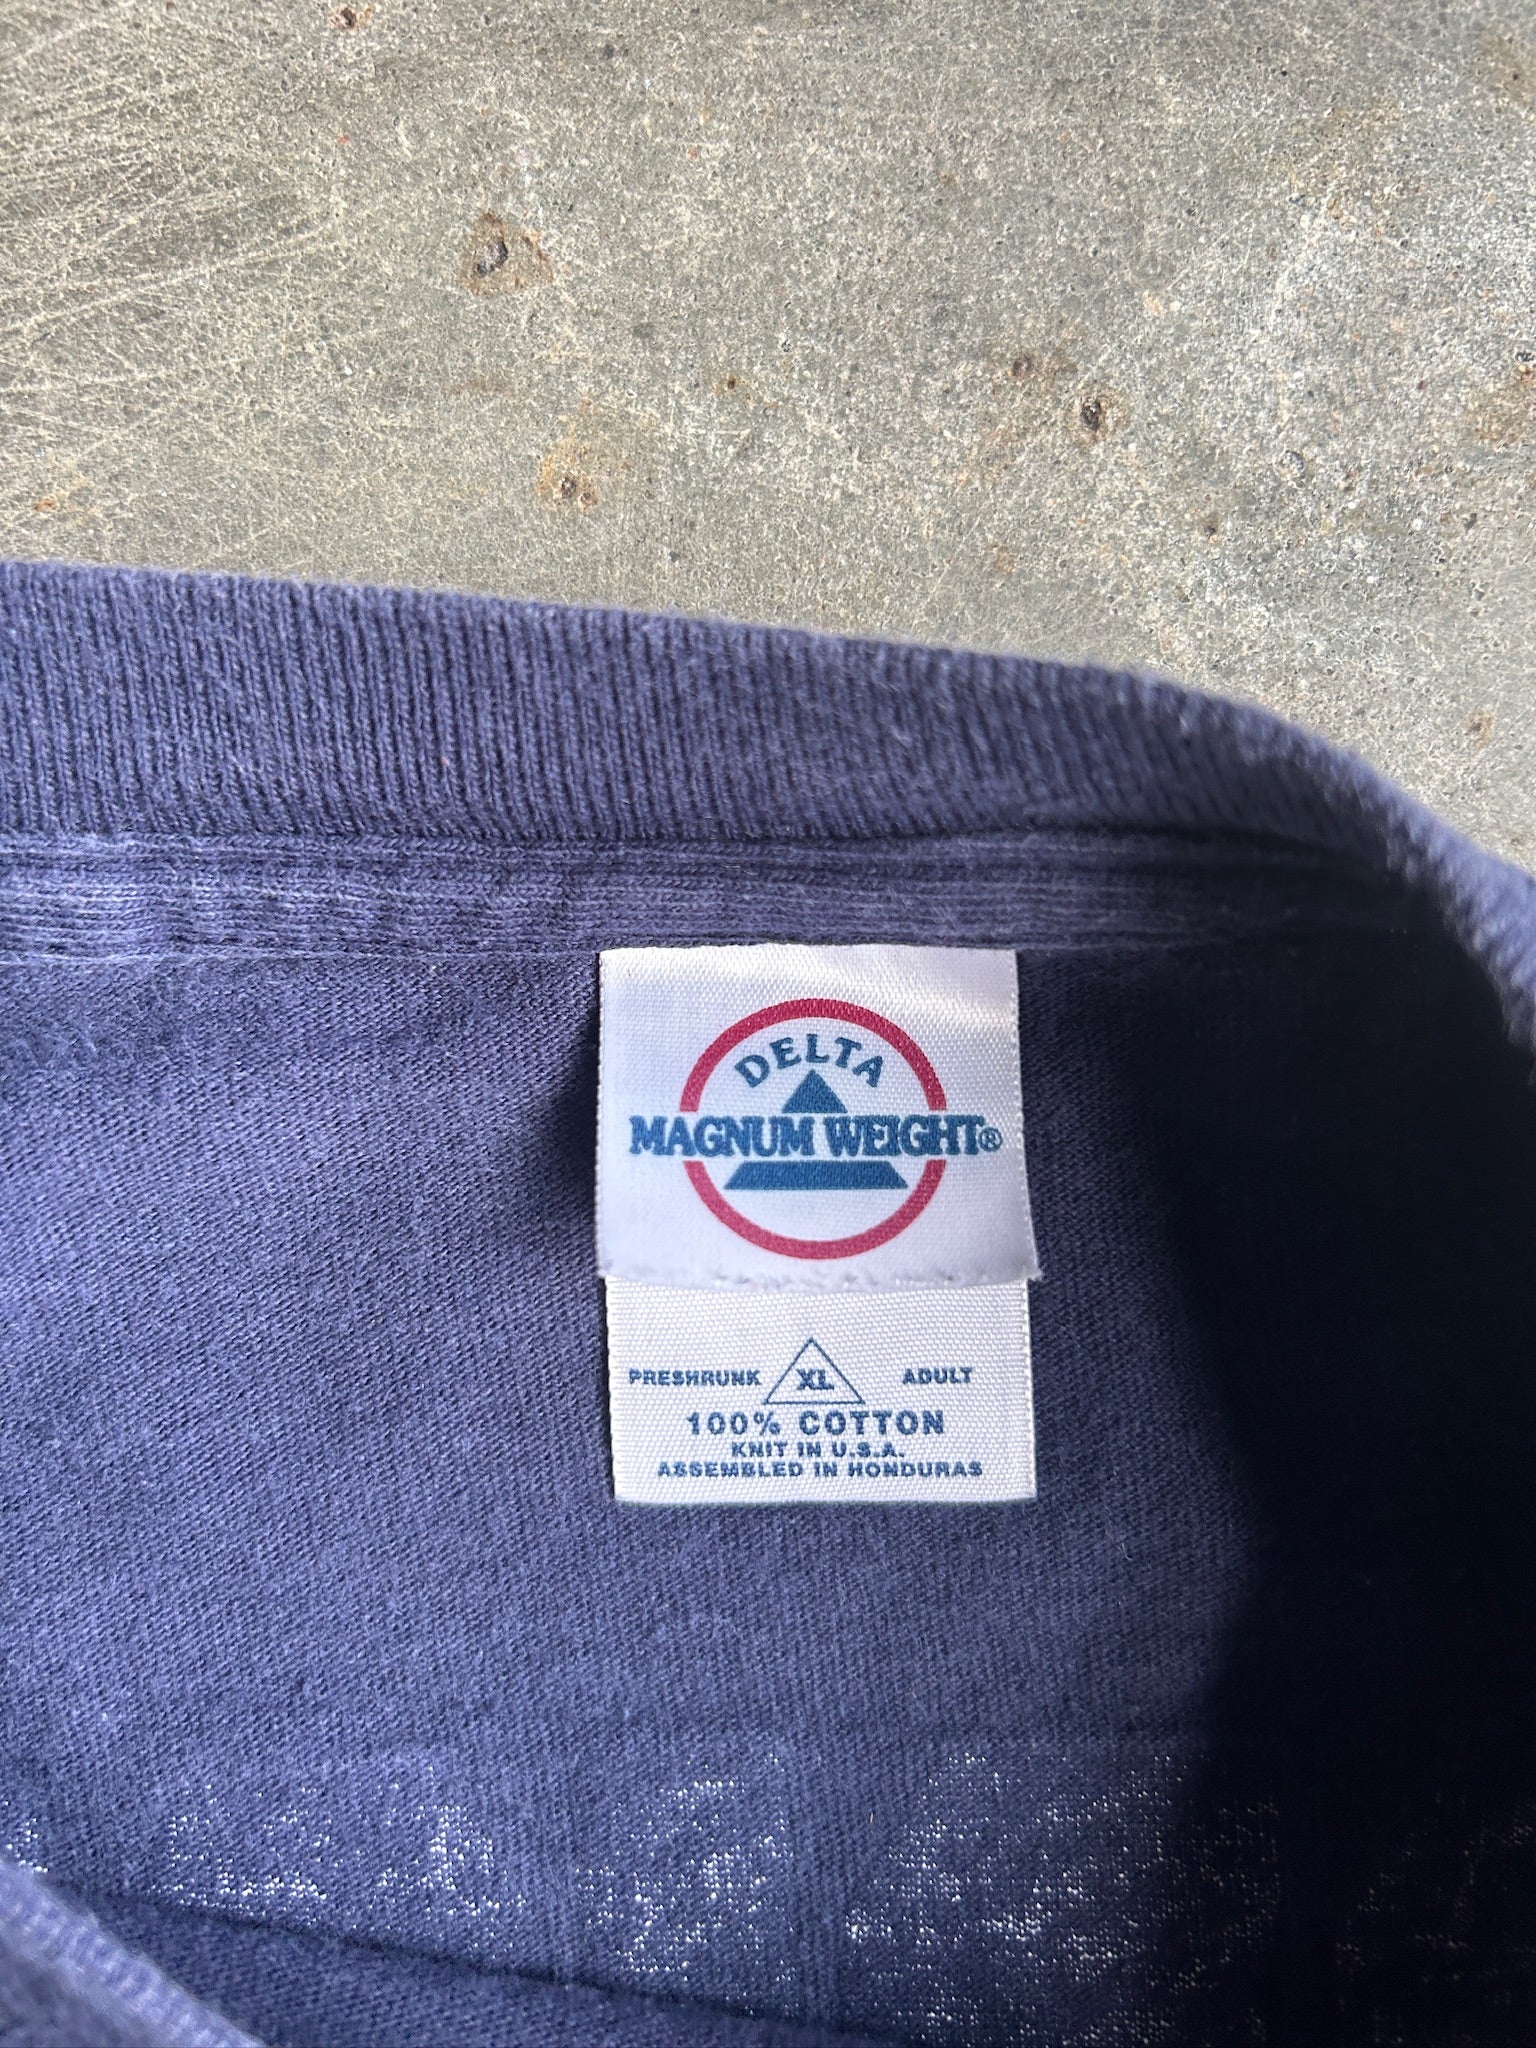 DELTA
MAGNUM WEIGHT®
PRESHRUNK XL ADULT
100% COTTON
KNIT IN U.S.A.
ASSEMBLED IN HONDURAS